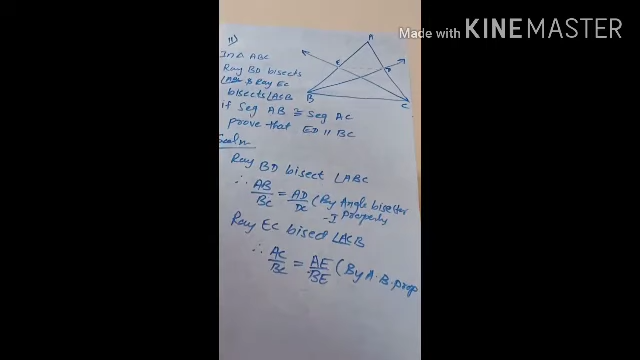 Made with KINEMASTER
11)
In △ ABC
Ray BD bisects
∠ABC & Ray EC
bisects ∠ACB
if Seg AB ≅ Seg AC
prove that ED || BC
A
E
D
B
C
Soln
Ray BD bisect ∠ABC
∴ AB/BC = AD/DC (By Angle bisector
-I Property
Ray EC bised ∠ACB
∴ AC/BC = AE/BE (By A.B. prop